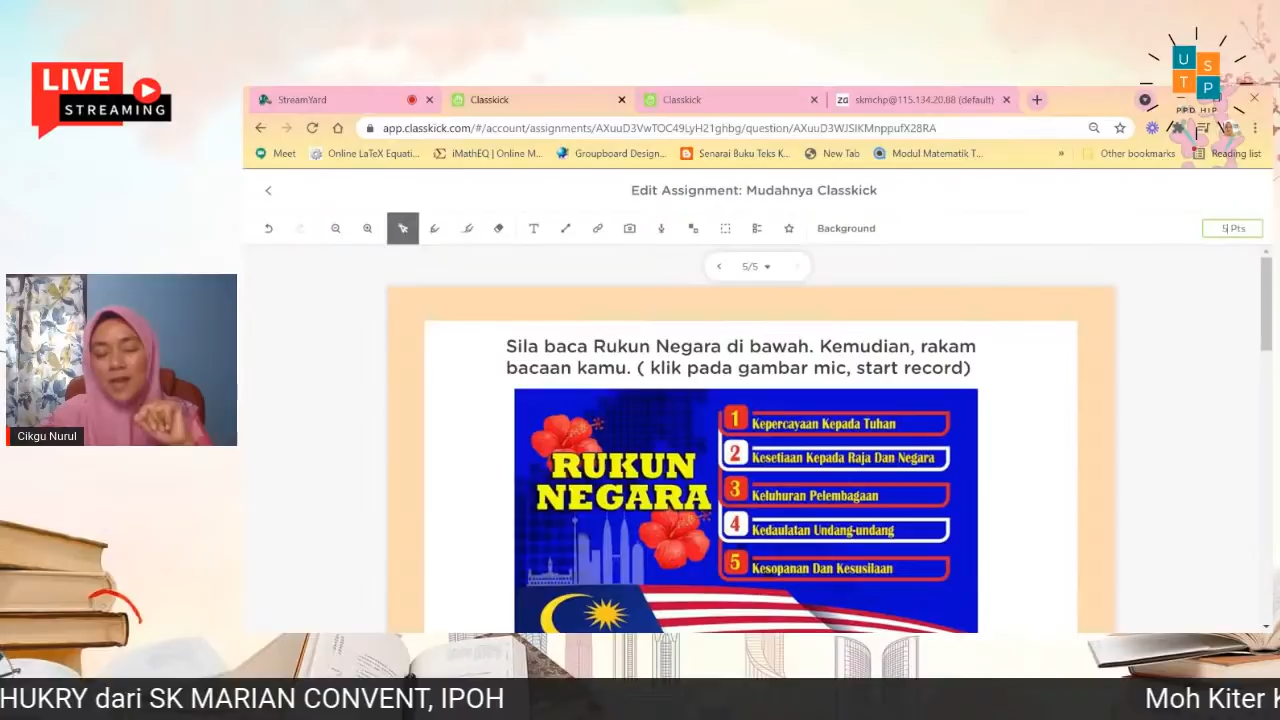 LIVE
STREAMING
U S
T P
PPD HIP
StreamYard
Classkick
Classkick
za skmchp@115.134.20.88 (default)
app.classkick.com/#/account/assignments/AXuuD3VwTOC49LyH21ghbg/question/AXuuD3WJSIKMnppufX28RA
Meet
Online LaTeX Equati...
iMathEQ | Online M...
Groupboard Design...
Senarai Buku Teks K...
New Tab
Modul Matematik T...
»
Other bookmarks
Reading list
Edit Assignment: Mudahnya Classkick
T
Background
5 Pts
5/5
Sila baca Rukun Negara di bawah. Kemudian, rakam
bacaan kamu. ( klik pada gambar mic, start record)
RUKUN
NEGARA
1 Kepercayaan Kepada Tuhan
2 Kesetiaan Kepada Raja Dan Negara
3 Keluhuran Pelembagaan
4 Kedaulatan Undang-undang
5 Kesopanan Dan Kesusilaan
Cikgu Nurul
HUKRY dari SK MARIAN CONVENT, IPOH
Moh Kiter K